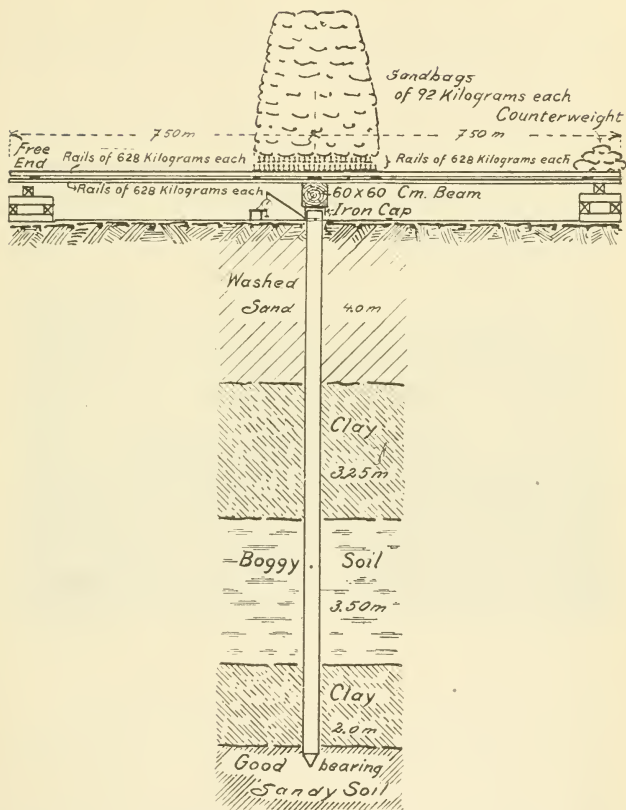 Sandbags
of 92 Kilograms each
Counterweight
7.50 m
7.50 m
Free
End
Rails of 628 Kilograms each
Rails of 628 Kilograms each
Rails of 628 Kilograms each
60 x 60 Cm. Beam
Iron Cap
Washed
Sand
4.0 m
Clay
3.25 m
Boggy Soil
3.50 m
Clay
2.0 m
Good bearing
Sandy Soil